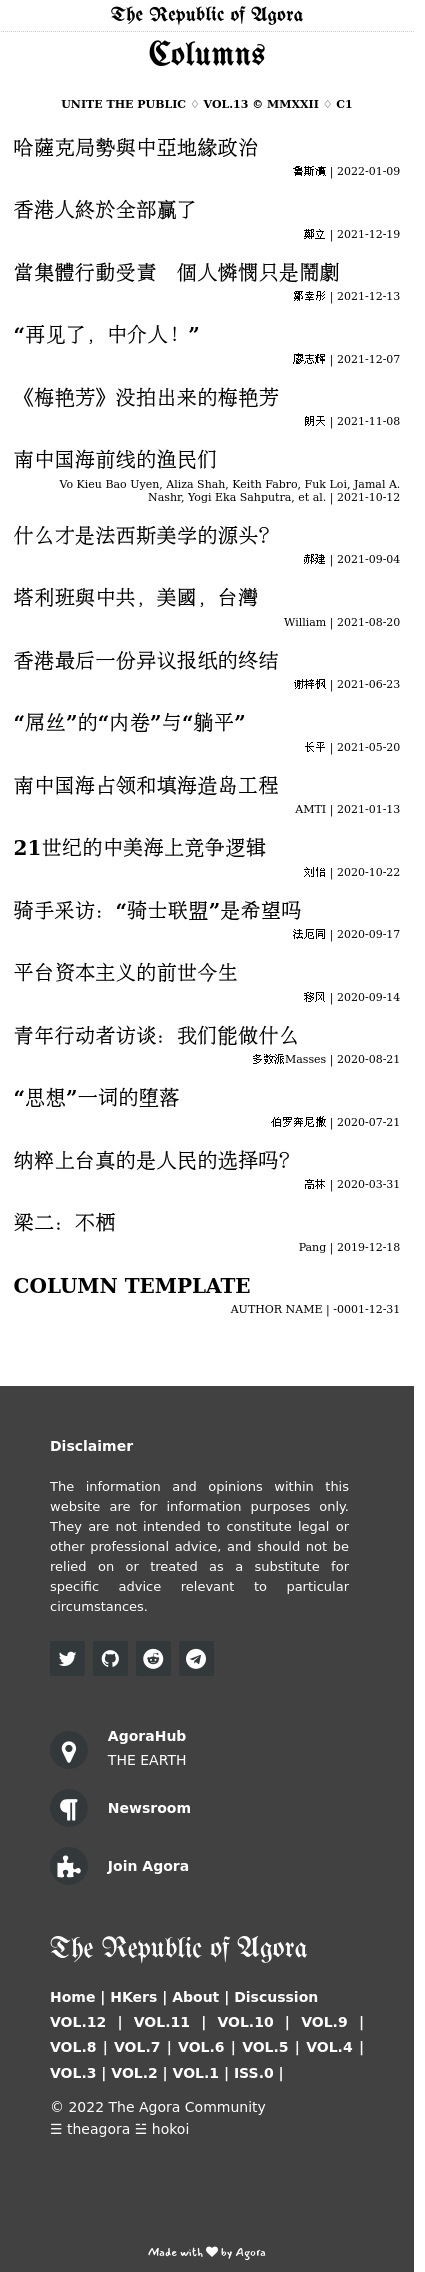 The Republic of Agora
Columns
UNITE THE PUBLIC ♢ VOL.13 © MMXXII ♢ C1
哈薩克局勢與中亞地緣政治
魯斯濱 | 2022-01-09
香港人終於全部贏了
鄭立 | 2021-12-19
當集體行動受責　個人憐憫只是鬧劇
鄒幸彤 | 2021-12-13
“再见了，中介人！”
廖志辉 | 2021-12-07
《梅艳芳》没拍出来的梅艳芳
朗天 | 2021-11-08
南中国海前线的渔民们
Vo Kieu Bao Uyen, Aliza Shah, Keith Fabro, Fuk Loi, Jamal A.
Nashr, Yogi Eka Sahputra, et al. | 2021-10-12
什么才是法西斯美学的源头？
郝建 | 2021-09-04
塔利班與中共，美國，台灣
William | 2021-08-20
香港最后一份异议报纸的终结
谢梓枫 | 2021-06-23
“屌丝”的“内卷”与“躺平”
长平 | 2021-05-20
南中国海占领和填海造岛工程
AMTI | 2021-01-13
21世纪的中美海上竞争逻辑
刘怡 | 2020-10-22
骑手采访：“骑士联盟”是希望吗
法厄同 | 2020-09-17
平台资本主义的前世今生
移风 | 2020-09-14
青年行动者访谈：我们能做什么
多数派Masses | 2020-08-21
“思想”一词的堕落
伯罗奔尼撒 | 2020-07-21
纳粹上台真的是人民的选择吗？
高林 | 2020-03-31
梁二：不栖
Pang | 2019-12-18
COLUMN TEMPLATE
AUTHOR NAME | -0001-12-31
Disclaimer
The information and opinions within this
website are for information purposes only.
They are not intended to constitute legal or
other professional advice, and should not be
relied on or treated as a substitute for
specific advice relevant to particular
circumstances.
AgoraHub
THE EARTH
Newsroom
Join Agora
The Republic of Agora
Home | HKers | About | Discussion
VOL.12 | VOL.11 | VOL.10 | VOL.9 |
VOL.8 | VOL.7 | VOL.6 | VOL.5 | VOL.4 |
VOL.3 | VOL.2 | VOL.1 | ISS.0 |
© 2022 The Agora Community
☰ theagora ☱ hokoi
Made with ♥ by Agora